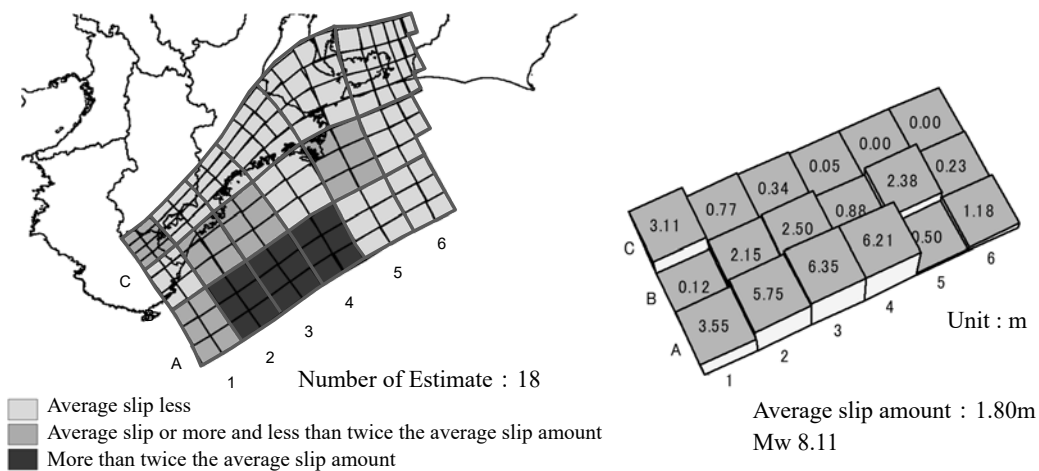 C
A
1
2
3
4
5
6
Number of Estimate : 18
Average slip less
Average slip or more and less than twice the average slip amount
More than twice the average slip amount
3.11 0.77 0.34 0.05 0.00 0.00
0.12 2.15 2.50 0.88 2.38 0.23
3.55 5.75 6.35 6.21 0.50 1.18
C
B
A
1
2
3
4
5
6
Unit : m
Average slip amount : 1.80m
Mw 8.11